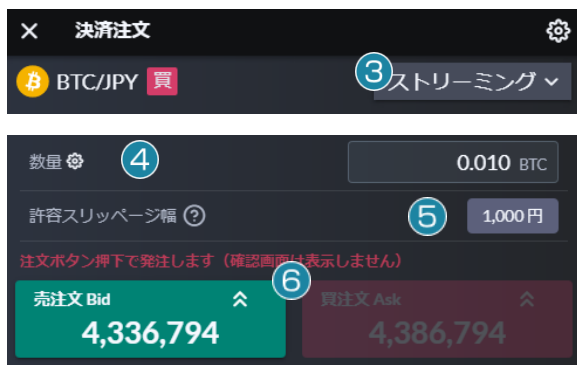 × 決済注文
BTC/JPY 買 3 ストリーミング
数量 4 0.010 BTC
許容スリッページ幅 ? 5 1,000円
注文ボタン押下で発注します（確認画面は表示しません）
6
売注文 Bid 買注文 Ask
4,336,794 4,386,794